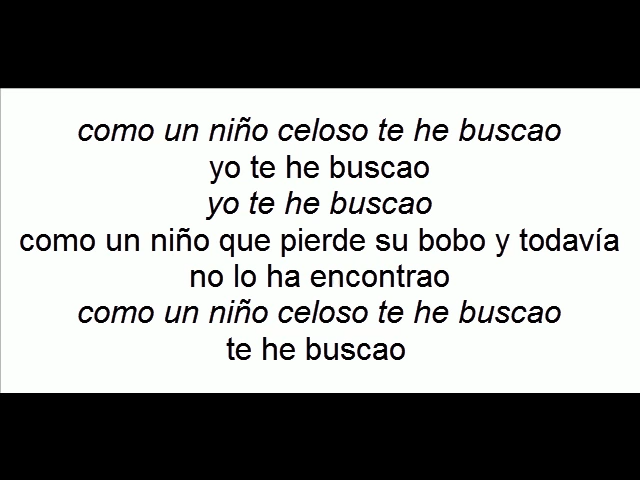 como un niño celoso te he buscao
yo te he buscao
yo te he buscao
como un niño que pierde su bobo y todavía
no lo ha encontrao
como un niño celoso te he buscao
te he buscao